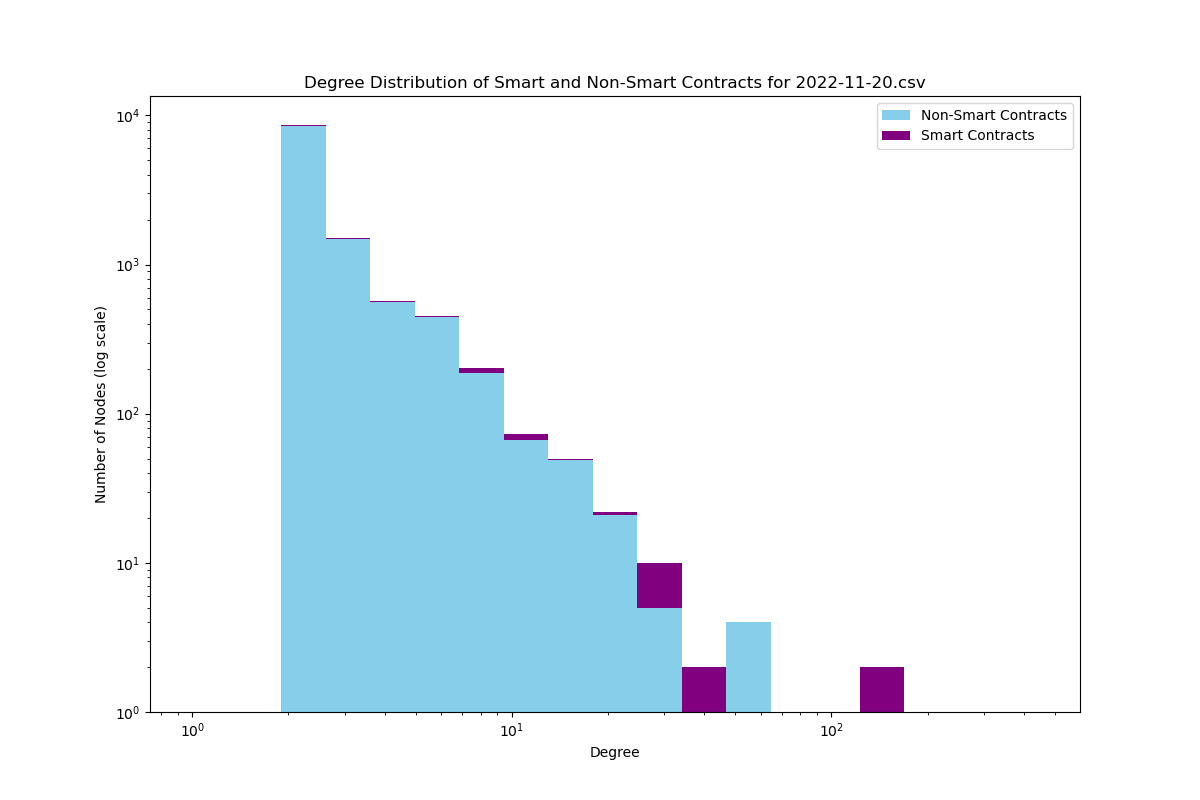 Degree Distribution of Smart and Non-Smart Contracts for 2022-11-20.csv
Non-Smart Contracts
Smart Contracts
10⁴
10³
10²
10¹
10⁰
Number of Nodes (log scale)
10⁰ 10¹ 10²
Degree